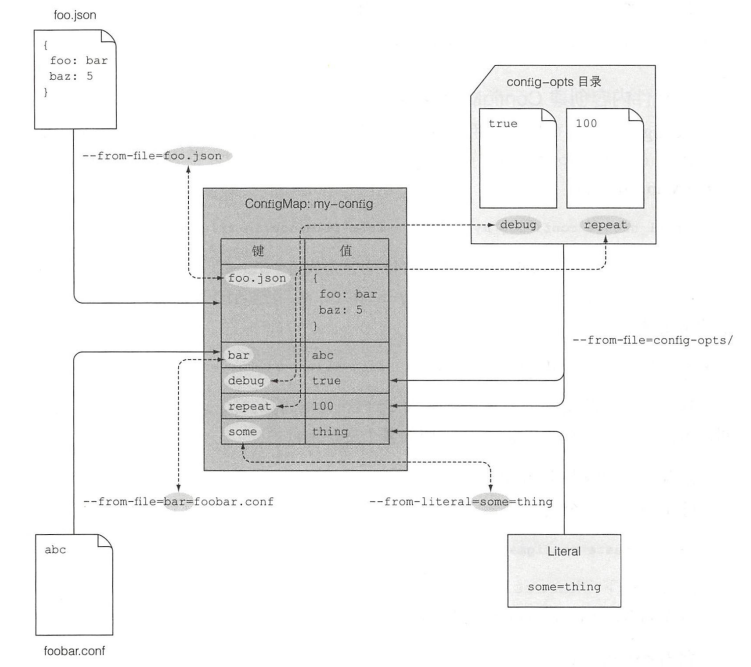 foo.json
{
foo: bar
baz: 5
}
--from-file=foo.json
config-opts 目录
true
100
debug
repeat
ConfigMap: my-config
键 值
foo.json {
foo: bar
baz: 5
}
bar abc
debug true
repeat 100
some thing
--from-file=config-opts/
--from-file=bar=foobar.conf
--from-literal=some=thing
abc
foobar.conf
Literal
some=thing